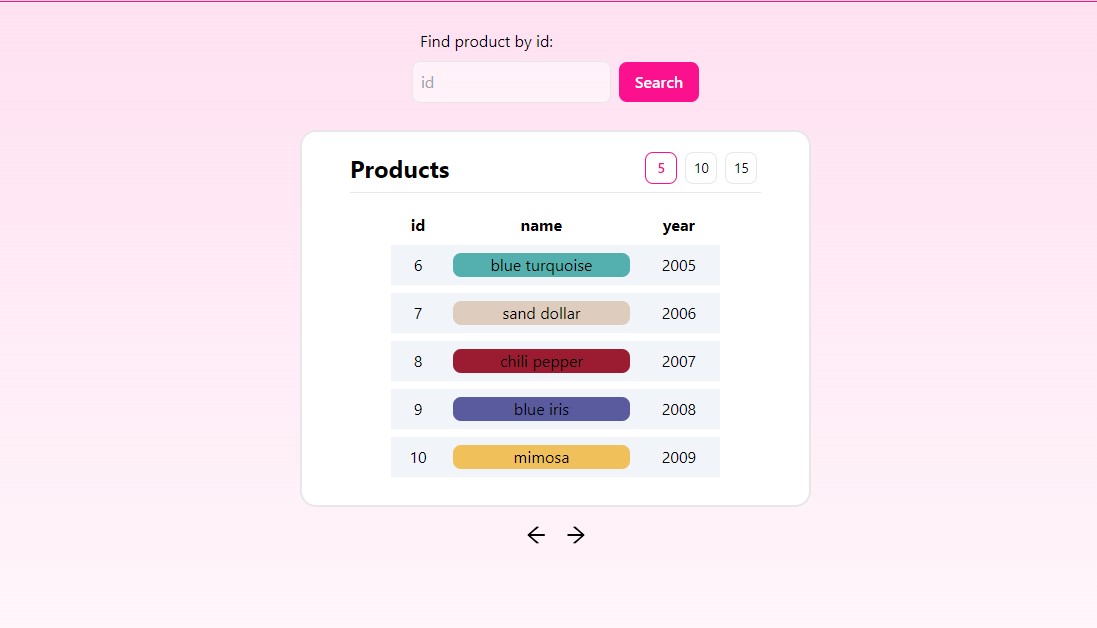 Find product by id:
id Search
Products 5 10 15
id name year
6 blue turquoise 2005
7 sand dollar 2006
8 chili pepper 2007
9 blue iris 2008
10 mimosa 2009